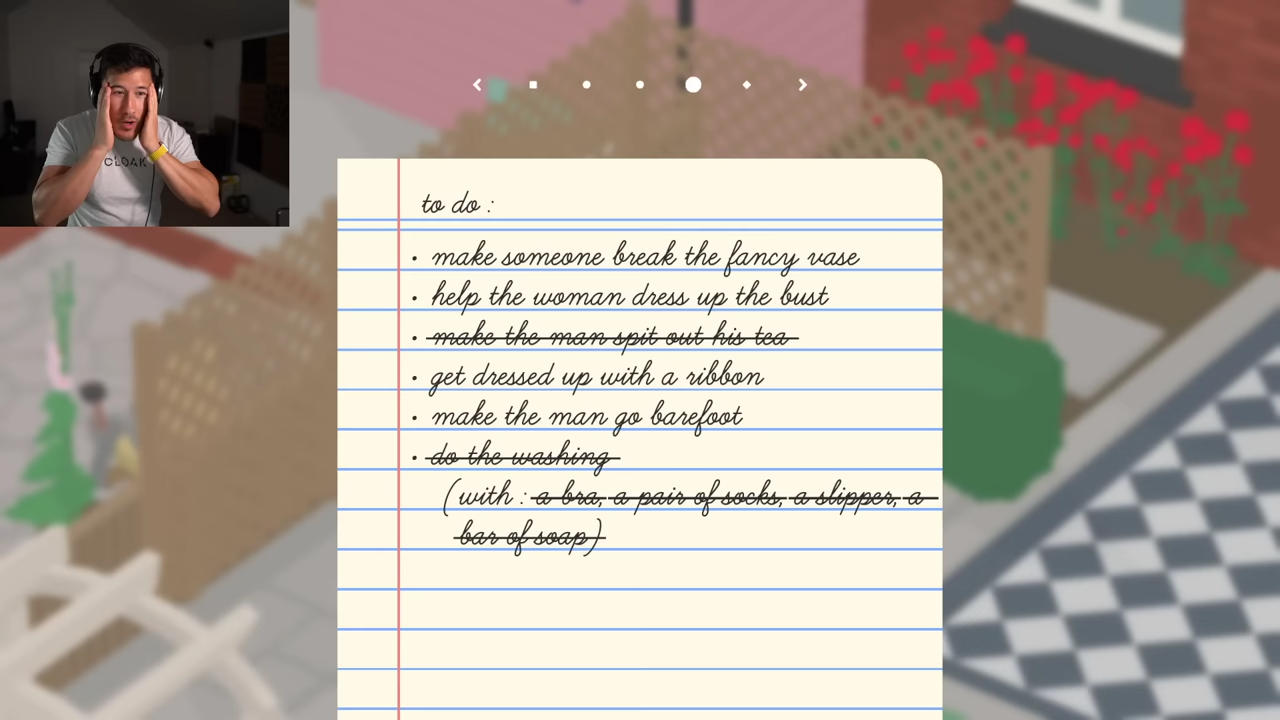 CLOAK
to do :
• make someone break the fancy vase
• help the woman dress up the bust
• make the man spit out his tea
• get dressed up with a ribbon
• make the man go barefoot
• do the washing
(with : a bra, a pair of socks, a slipper, a
bar of soap)